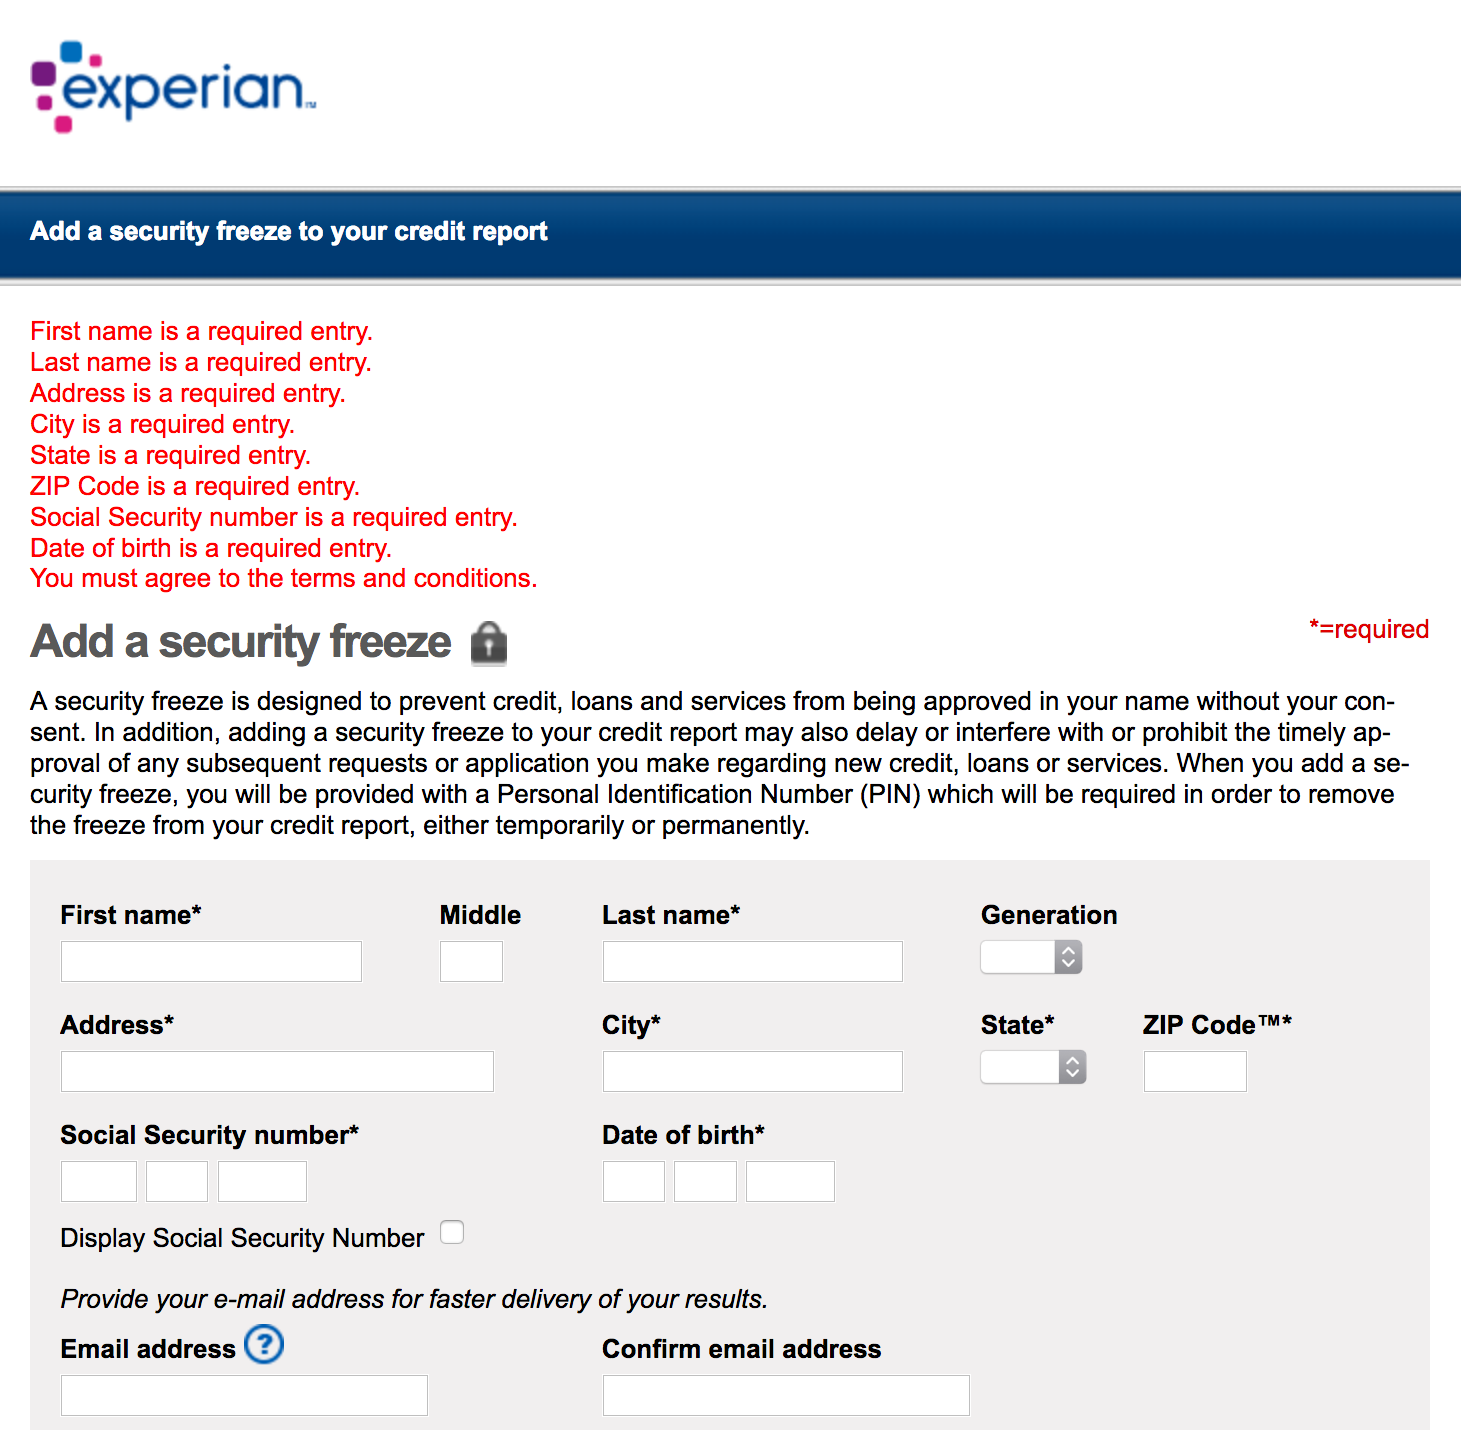 experian™
Add a security freeze to your credit report
First name is a required entry.
Last name is a required entry.
Address is a required entry.
City is a required entry.
State is a required entry.
ZIP Code is a required entry.
Social Security number is a required entry.
Date of birth is a required entry.
You must agree to the terms and conditions.
Add a security freeze
*=required
A security freeze is designed to prevent credit, loans and services from being approved in your name without your con-
sent. In addition, adding a security freeze to your credit report may also delay or interfere with or prohibit the timely ap-
proval of any subsequent requests or application you make regarding new credit, loans or services. When you add a se-
curity freeze, you will be provided with a Personal Identification Number (PIN) which will be required in order to remove
the freeze from your credit report, either temporarily or permanently.
First name* Middle Last name* Generation
Address* City* State* ZIP Code™*
Social Security number* Date of birth*
Display Social Security Number
Provide your e-mail address for faster delivery of your results.
Email address ? Confirm email address